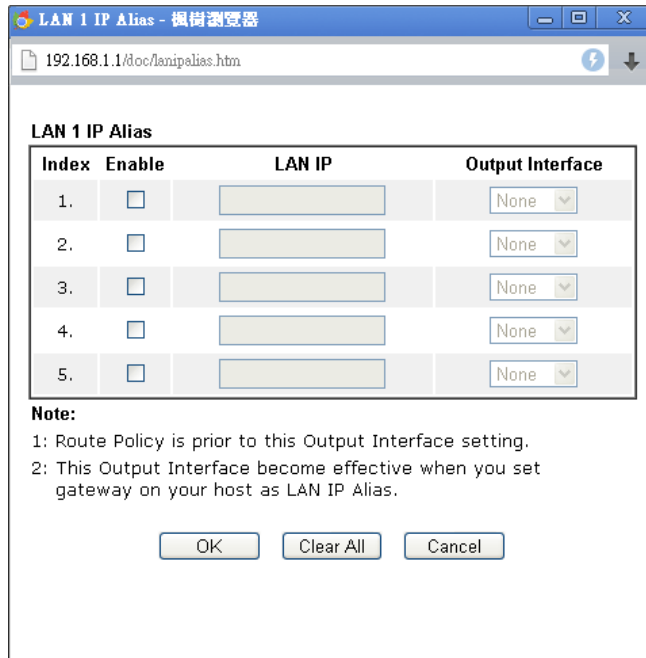 LAN 1 IP Alias - 楓樹瀏覽器
192.168.1.1/doc/lanipalias.htm
LAN 1 IP Alias
Index Enable LAN IP Output Interface
1. None
2. None
3. None
4. None
5. None
Note:
1: Route Policy is prior to this Output Interface setting.
2: This Output Interface become effective when you set
gateway on your host as LAN IP Alias.
OK Clear All Cancel